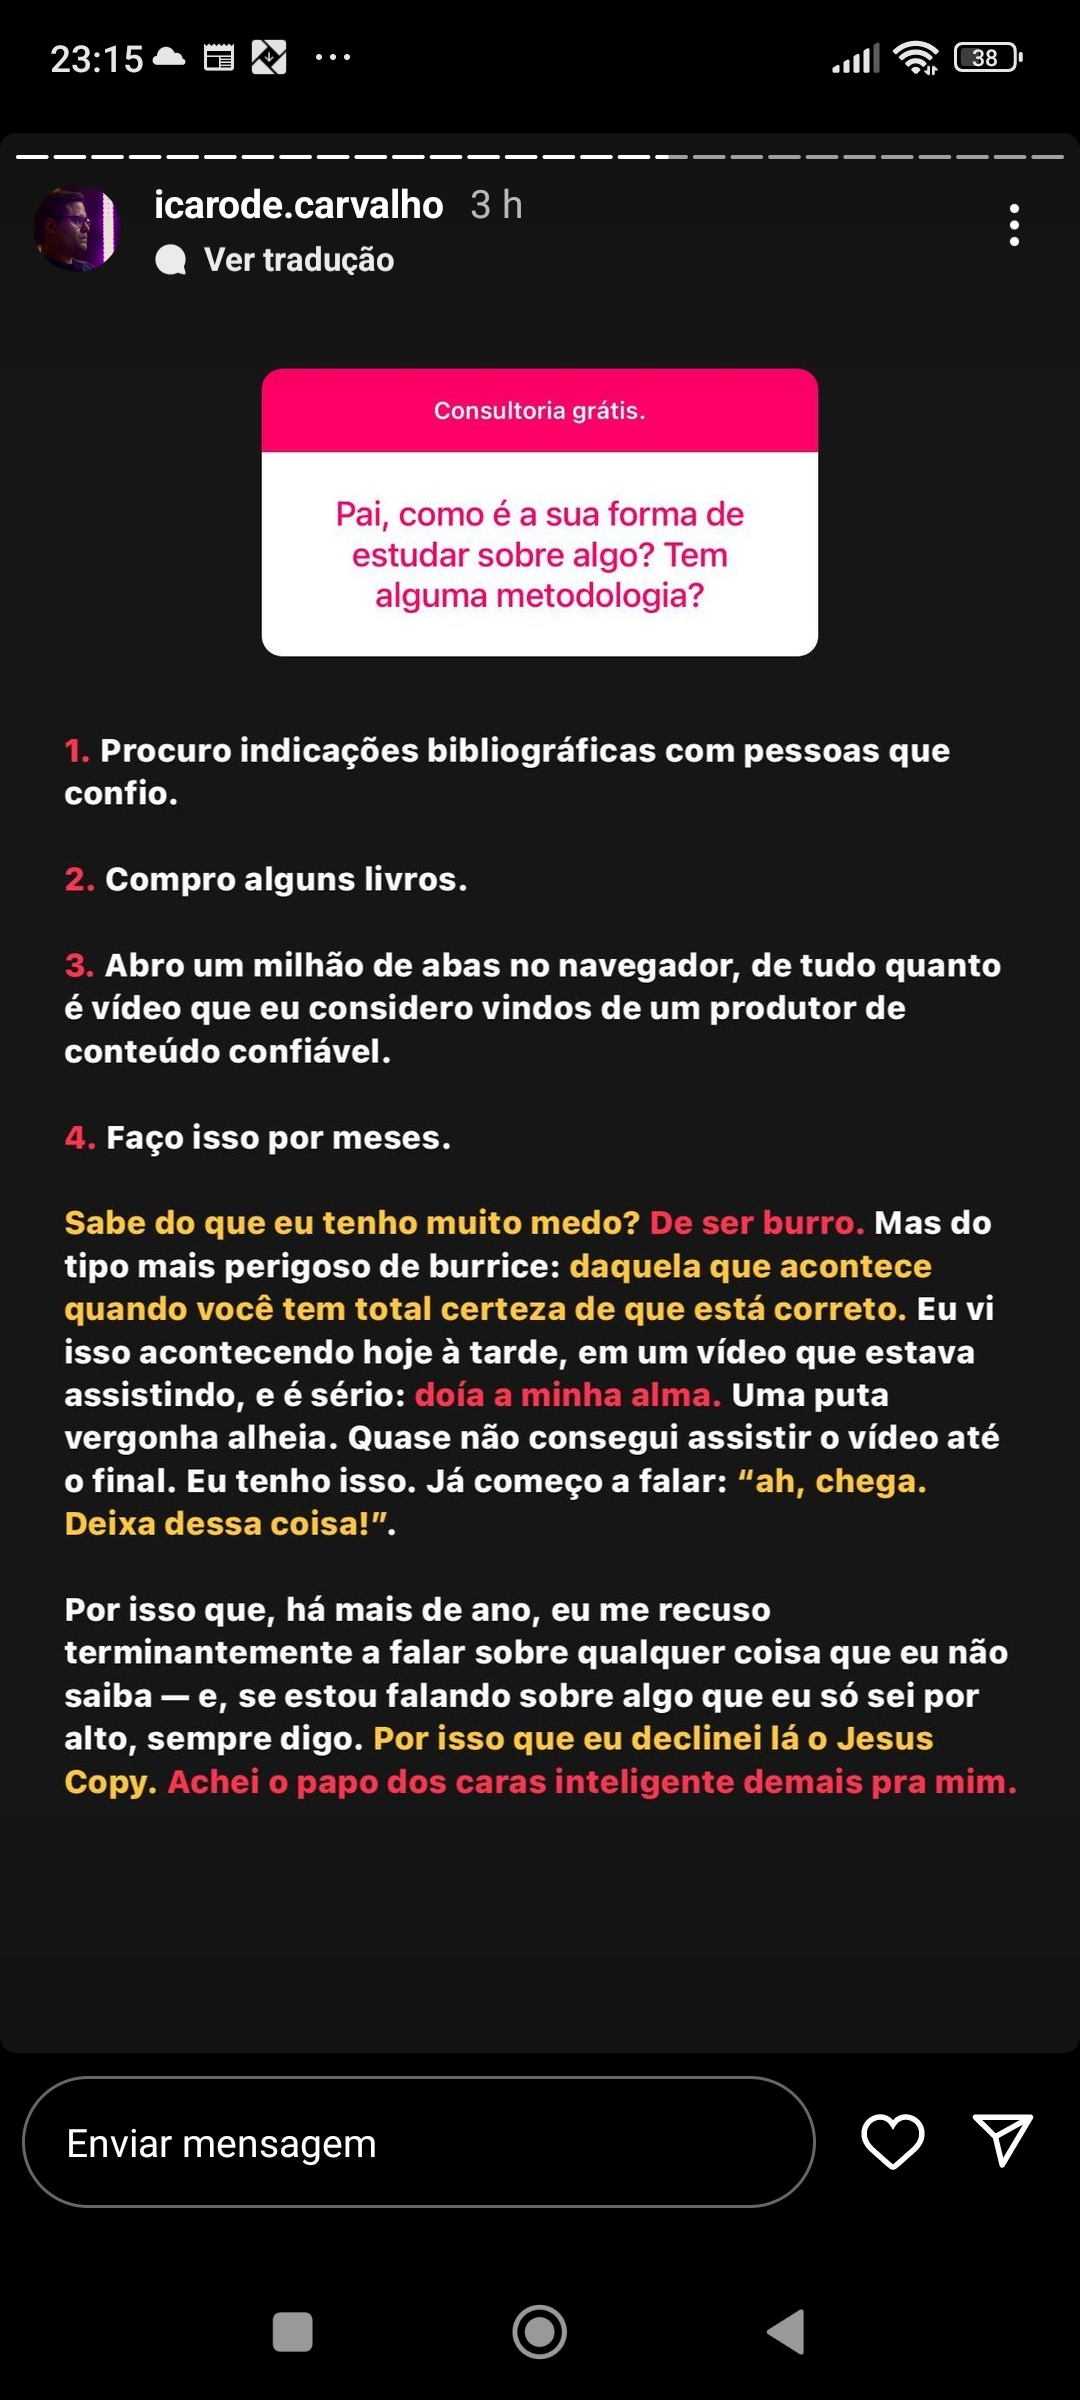 23:15
38
icarode.carvalho 3 h
Ver tradução
Consultoria grátis.
Pai, como é a sua forma de
estudar sobre algo? Tem
alguma metodologia?
1. Procuro indicações bibliográficas com pessoas que
confio.
2. Compro alguns livros.
3. Abro um milhão de abas no navegador, de tudo quanto
é vídeo que eu considero vindos de um produtor de
conteúdo confiável.
4. Faço isso por meses.
Sabe do que eu tenho muito medo? De ser burro. Mas do
tipo mais perigoso de burrice: daquela que acontece
quando você tem total certeza de que está correto. Eu vi
isso acontecendo hoje à tarde, em um vídeo que estava
assistindo, e é sério: doía a minha alma. Uma puta
vergonha alheia. Quase não consegui assistir o vídeo até
o final. Eu tenho isso. Já começo a falar: “ah, chega.
Deixa dessa coisa!”.
Por isso que, há mais de ano, eu me recuso
terminantemente a falar sobre qualquer coisa que eu não
saiba — e, se estou falando sobre algo que eu só sei por
alto, sempre digo. Por isso que eu declinei lá o Jesus
Copy. Achei o papo dos caras inteligente demais pra mim.
Enviar mensagem